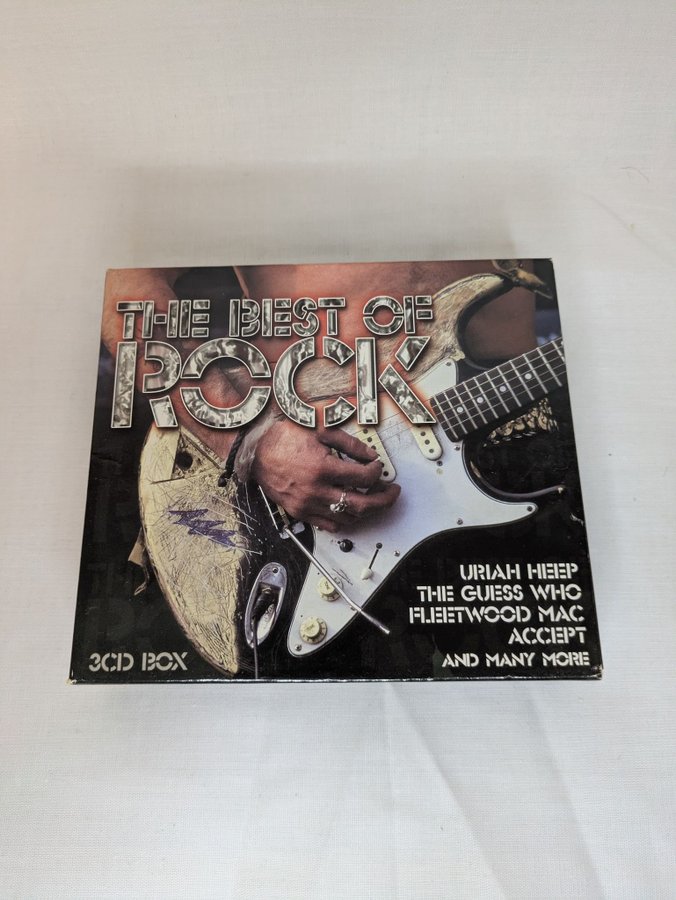 THE BEST OF
ROCK
URIAH HEEP
THE GUESS WHO
FLEETWOOD MAC
ACCEPT
AND MANY MORE
3CD BOX